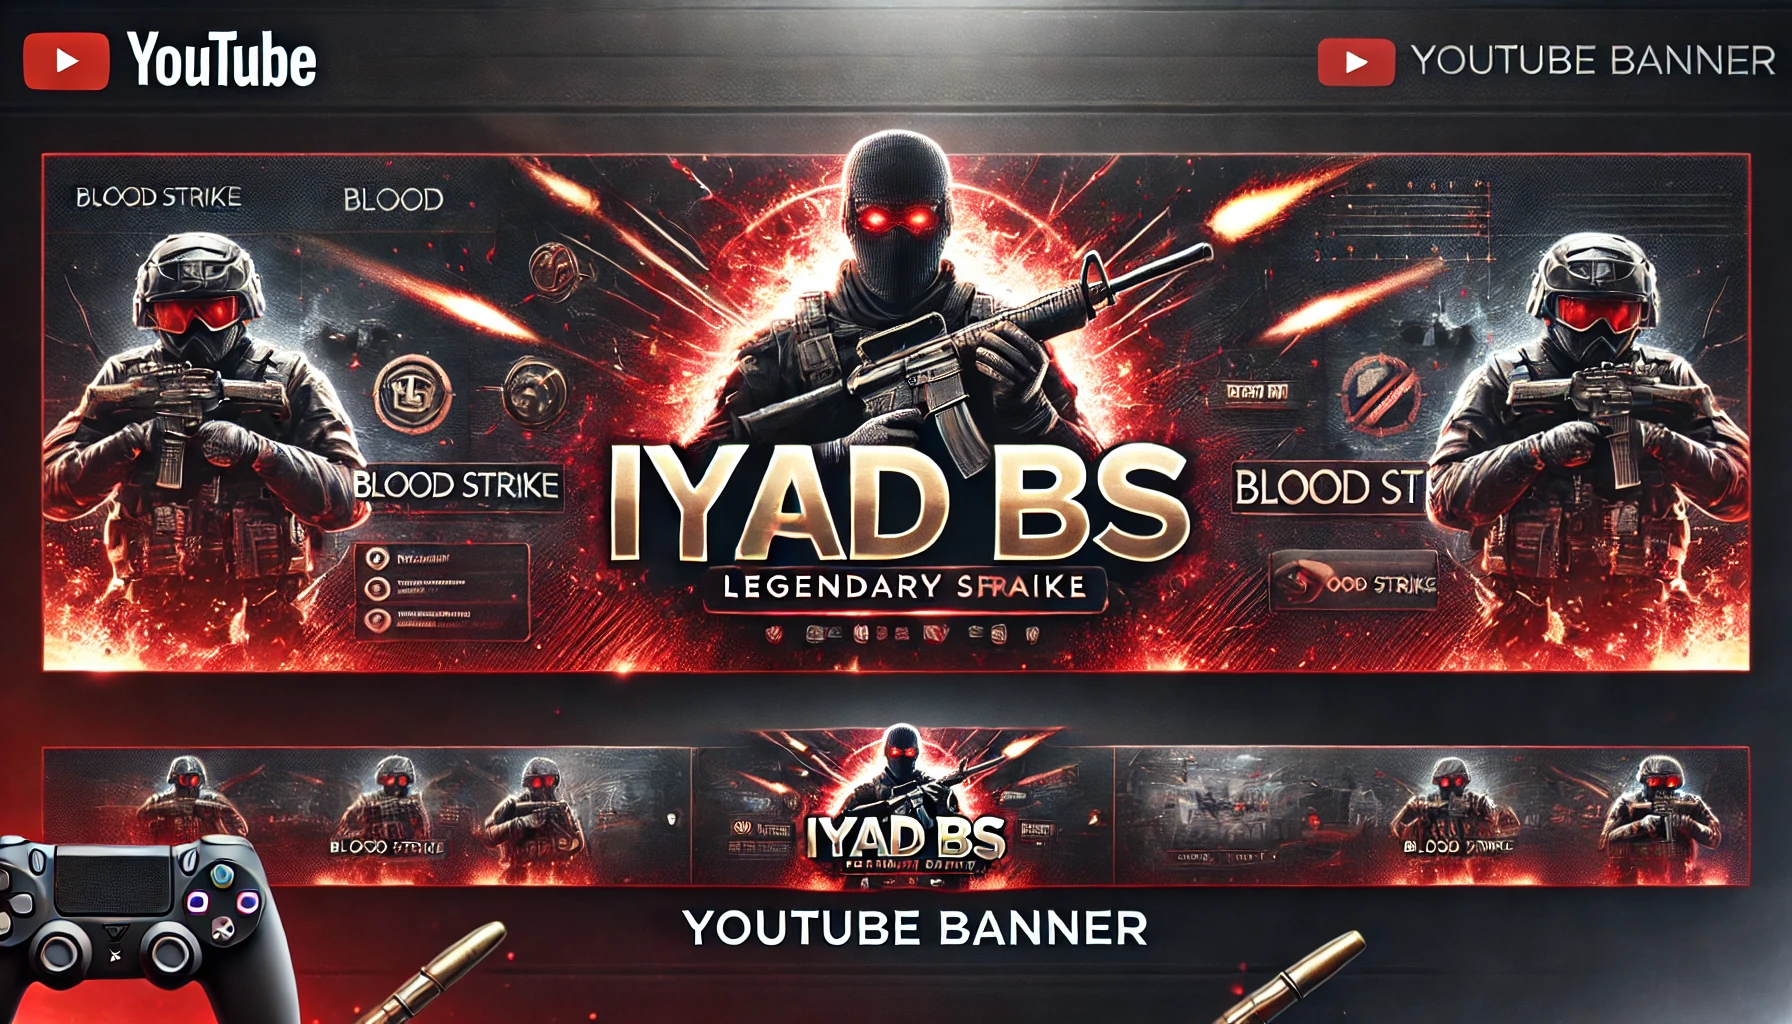 YouTube
YOUTUBE BANNER
BLOOD STRIKE
BLOOD
BLOOD STRIKE
IYAD BS
BLOOD ST
LEGENDARY SFRAIKE
OOD STRIKE
IYAD BS
BLOOD
YOUTUBE BANNER